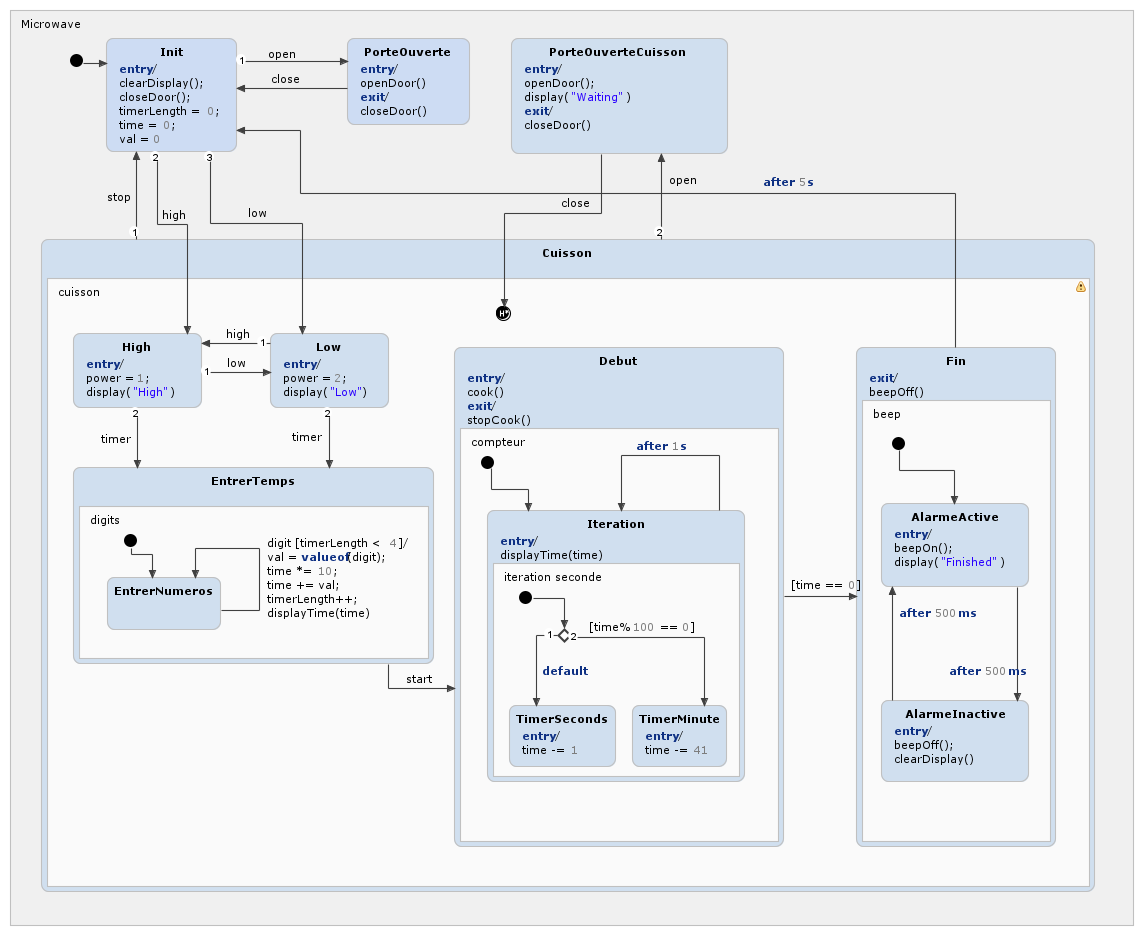 Microwave
Init
entry/
clearDisplay();
closeDoor();
timerLength = 0;
time = 0;
val = 0
1
open
close
PorteOuverte
entry/
openDoor()
exit/
closeDoor()
PorteOuverteCuisson
entry/
openDoor();
display( "Waiting" )
exit/
closeDoor()
2
3
stop
high
low
1
close
open
2
after 5 s
Cuisson
cuisson
H*
High
entry/
power = 1;
display( "High" )
2
high
1
1
low
Low
entry/
power = 2;
display( "Low")
2
timer
timer
EntrerTemps
digits
EntrerNumeros
digit [timerLength < 4 ]/
val = valueof(digit);
time *= 10;
time += val;
timerLength++;
displayTime(time)
start
Debut
entry/
cook()
exit/
stopCook()
compteur
after 1 s
Iteration
entry/
displayTime(time)
iteration seconde
1
2
[time% 100 == 0]
default
TimerSeconds
entry/
time -= 1
TimerMinute
entry/
time -= 41
[time == 0]
Fin
exit/
beepOff()
beep
AlarmeActive
entry/
beepOn();
display( "Finished" )
after 500 ms
after 500 ms
AlarmeInactive
entry/
beepOff();
clearDisplay()